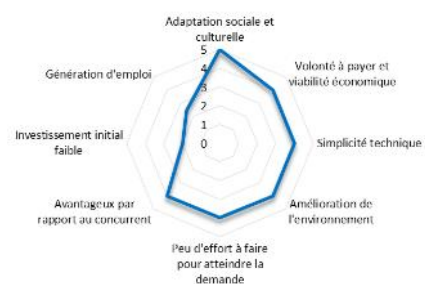 Adaptation sociale et
culturelle
5
4
3
2
1
0
Volonté à payer et
viabilité économique
Simplicité technique
Amélioration de
l'environnement
Peu d'effort à faire
pour atteindre la
demande
Avantageux par
rapport au concurrent
Investissement initial
faible
Génération d'emploi